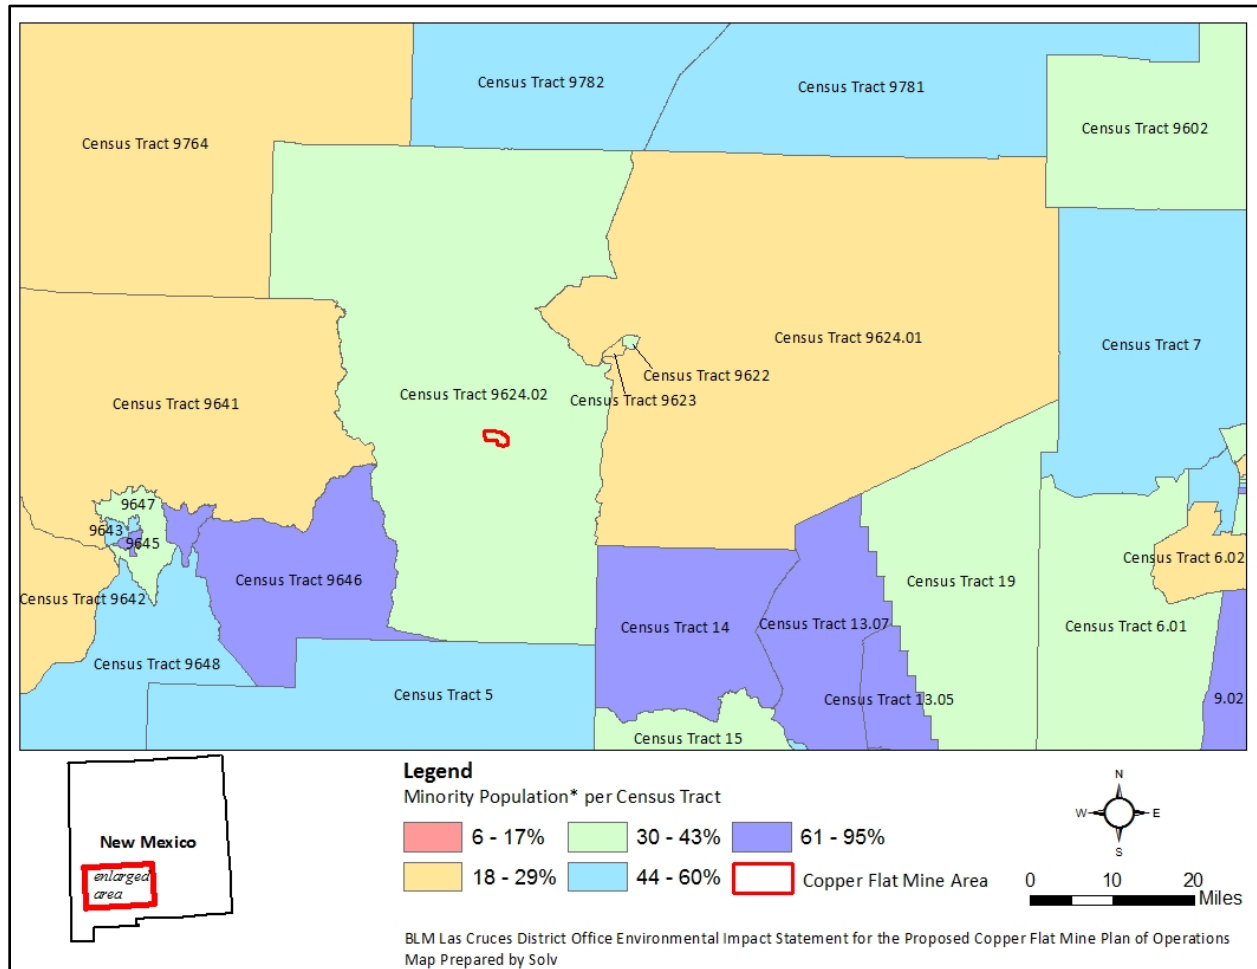 Census Tract 9782
Census Tract 9781
Census Tract 9602
Census Tract 9764
Census Tract 9624.01
Census Tract 7
Census Tract 9622
Census Tract 9624.02
Census Tract 9623
Census Tract 9641
9647
9643
9645
Census Tract 6.02
Census Tract 9646
Census Tract 19
Census Tract 9642
Census Tract 14
Census Tract 13.07
Census Tract 6.01
Census Tract 9648
Census Tract 5
Census Tract 13.05
9.02
Census Tract 15
New Mexico
enlarged
area
Legend
Minority Population* per Census Tract
6 - 17%
30 - 43%
61 - 95%
18 - 29%
44 - 60%
Copper Flat Mine Area
N
W
E
S
0 10 20
Miles
BLM Las Cruces District Office Environmental Impact Statement for the Proposed Copper Flat Mine Plan of Operations
Map Prepared by Solv